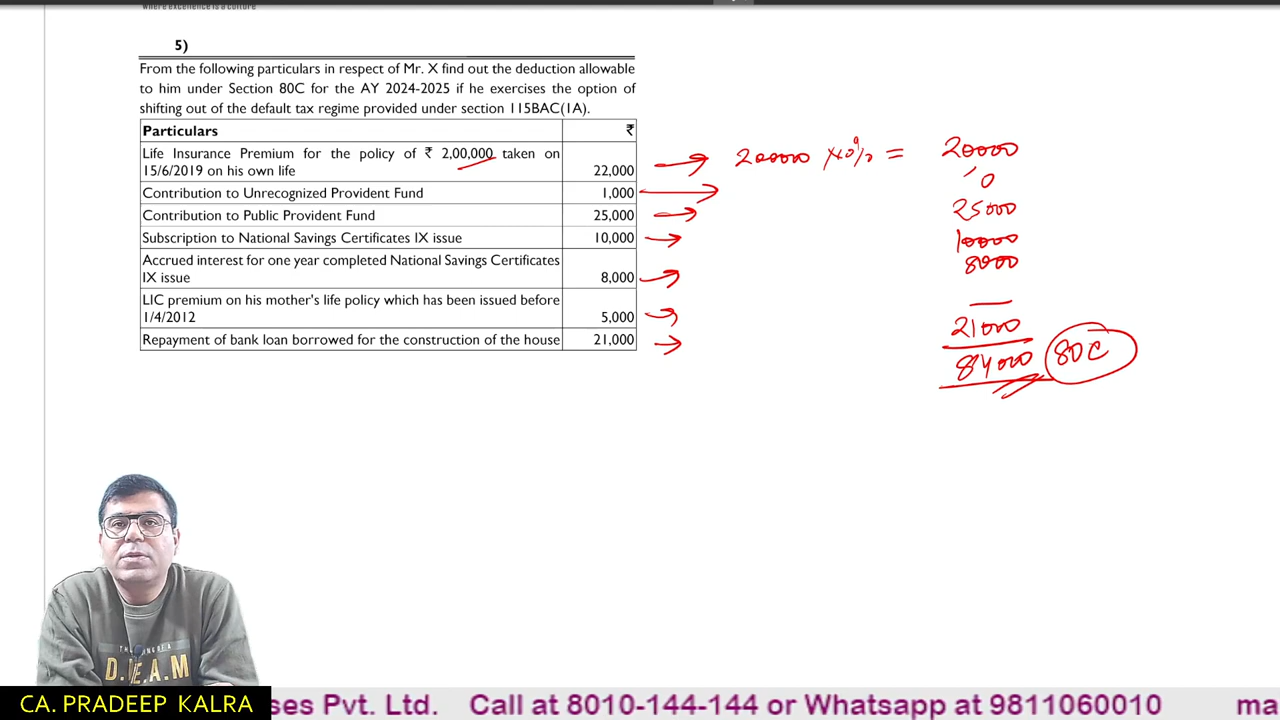 where excellence is a culture
5)
From the following particulars in respect of Mr. X find out the deduction allowable
to him under Section 80C for the AY 2024-2025 if he exercises the option of
shifting out of the default tax regime provided under section 115BAC(1A).
Particulars ₹
Life Insurance Premium for the policy of ₹ 2,00,000 taken on
15/6/2019 on his own life 22,000
Contribution to Unrecognized Provident Fund 1,000
Contribution to Public Provident Fund 25,000
Subscription to National Savings Certificates IX issue 10,000
Accrued interest for one year completed National Savings Certificates
IX issue 8,000
LIC premium on his mother's life policy which has been issued before
1/4/2012 5,000
Repayment of bank loan borrowed for the construction of the house 21,000
200000 x10% = 20000
0
25000
10000
8000
21000
84000 80C
D.R.E.A.M
CA. PRADEEP KALRA
ses Pvt. Ltd. Call at 8010-144-144 or Whatsapp at 9811060010 ma